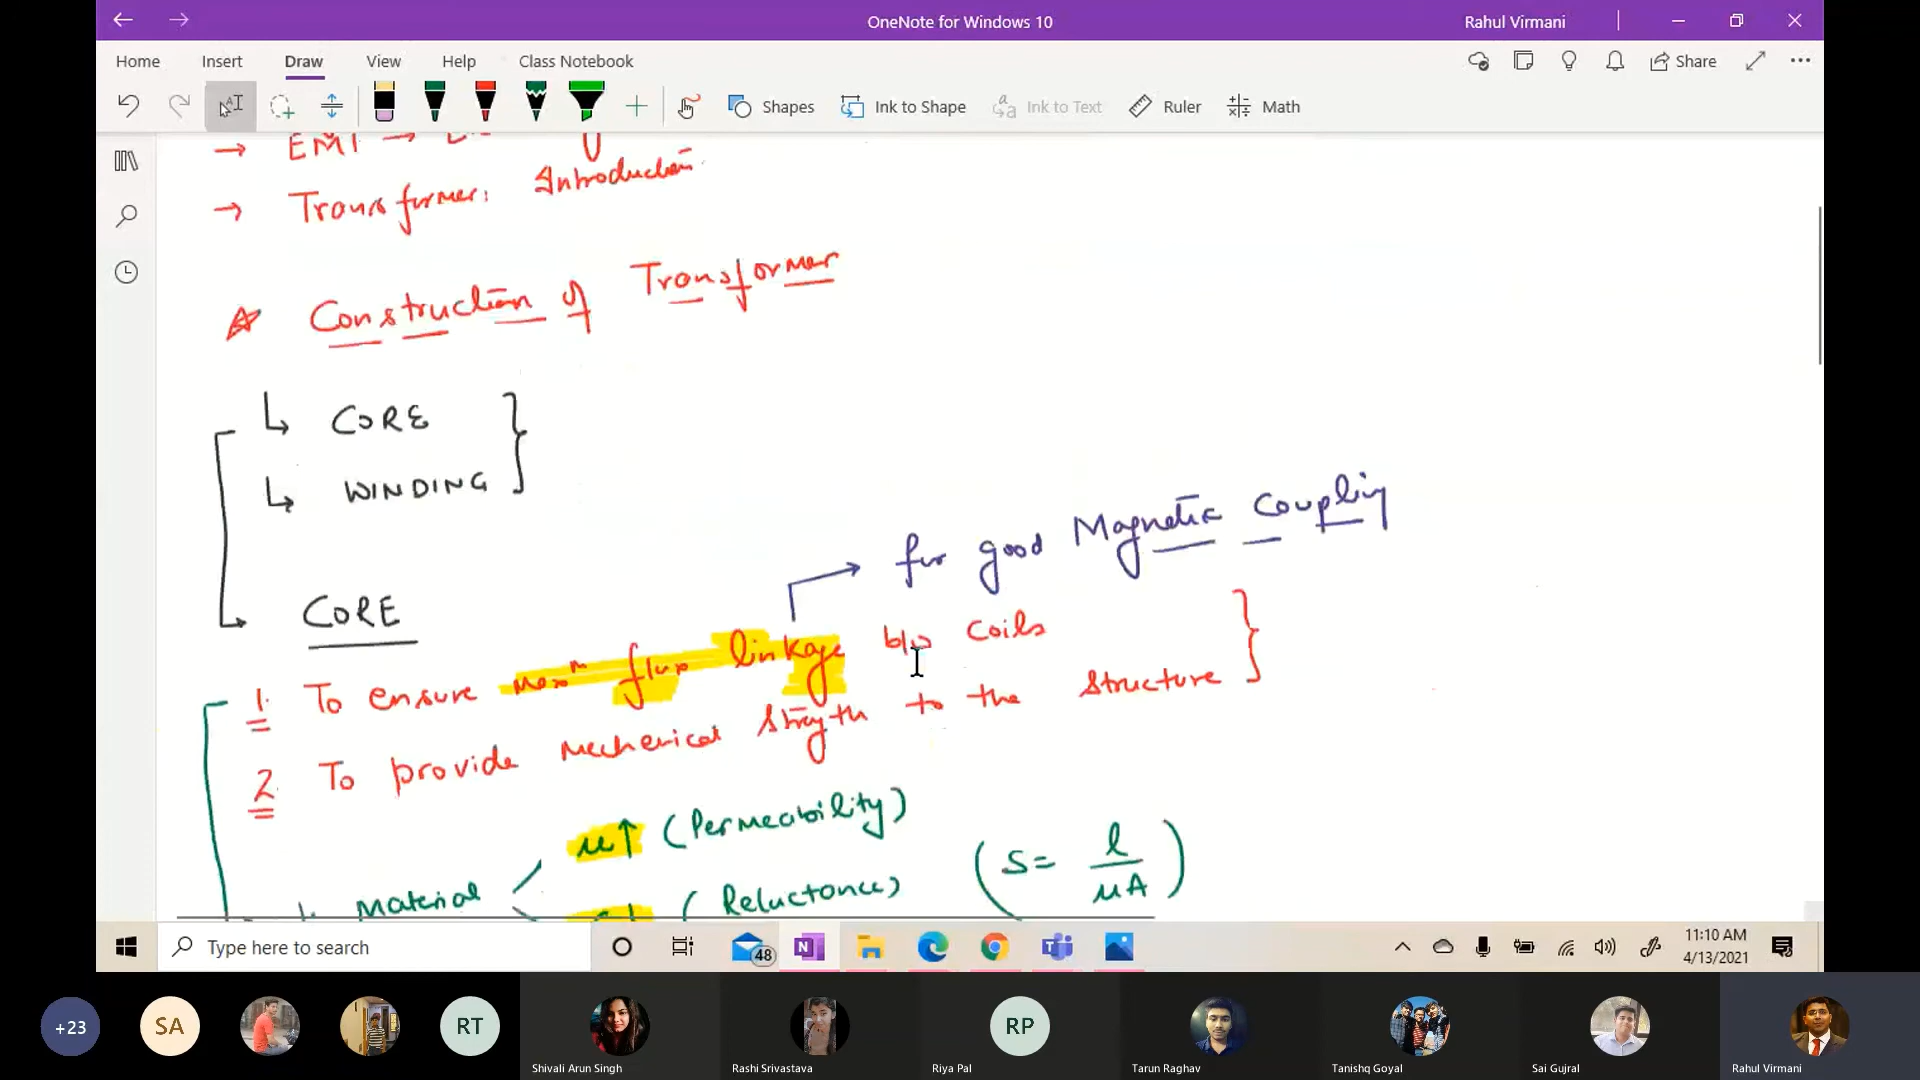 OneNote for Windows 10
Rahul Virmani
Home Insert Draw View Help Class Notebook
Share
Shapes Ink to Shape Ink to Text Ruler Math
→ EMI →
→ Transformer: Introduction
Construction of Transformer
↳ CORE
↳ WINDING
→ for good Magnetic Coupling
CORE
1. To ensure maxᵐ flux linkage b/w Coils
2 To provide Mechenical to the Structure
μ↑ (Permeability)
(S = l / μA)
Material
(Reluctance)
Type here to search
48
11:10 AM
4/13/2021
+23 SA RT RP
Shivali Arun Singh Rashi Srivastava Riya Pal Tarun Raghav Tanishq Goyal Sai Gujral Rahul Virmani